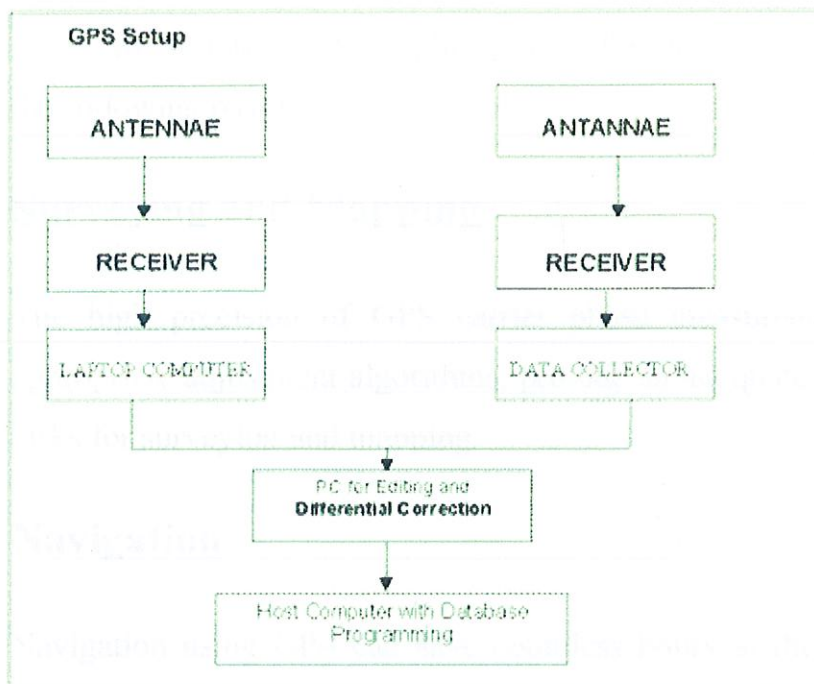 GPS Setup
ANTENNAE
ANTANNAE
RECEIVER
RECEIVER
LAPTOP COMPUTER
DATA COLLECTOR
PC for Editing and
Differential Correction
Host Computer with Database
Programming
Navigation